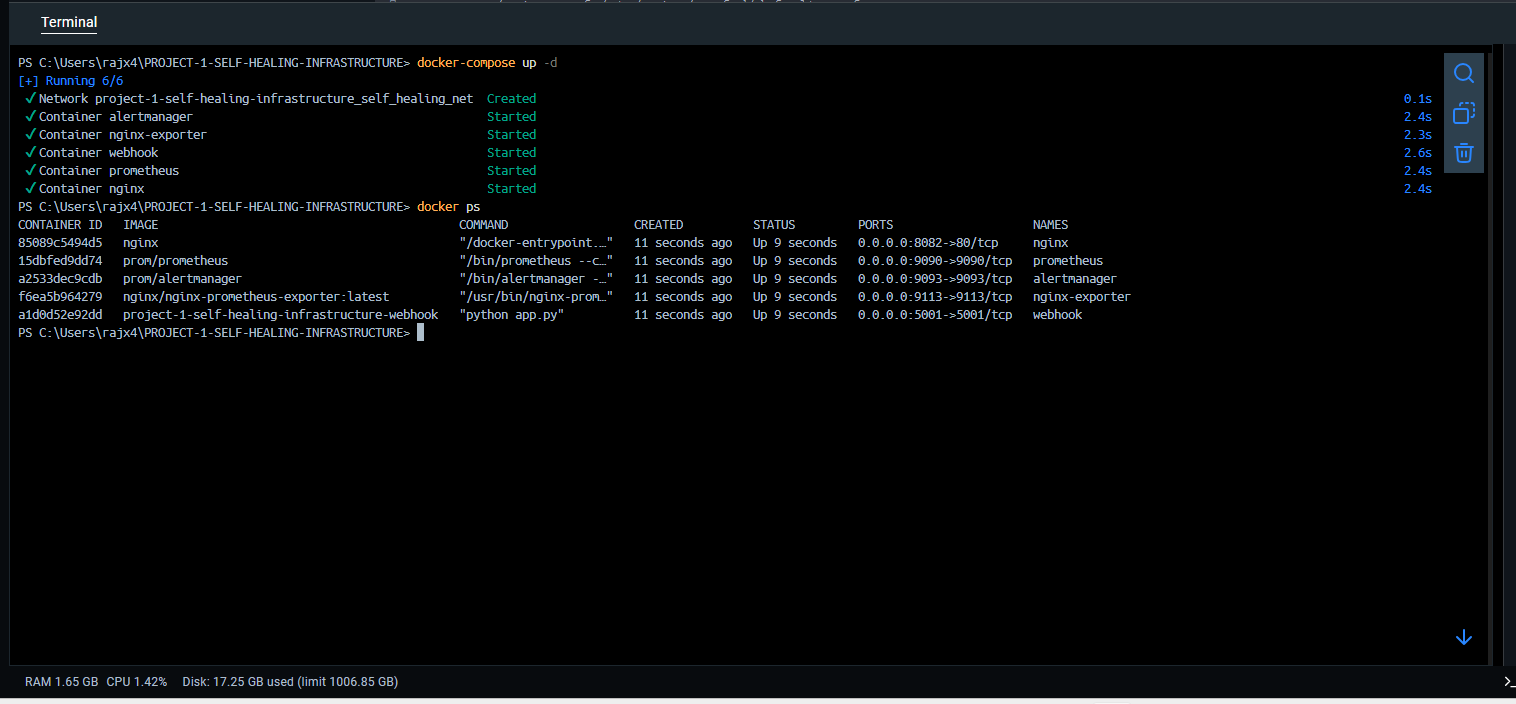 Terminal
PS C:\Users\rajx4\PROJECT-1-SELF-HEALING-INFRASTRUCTURE> docker-compose up -d
[+] Running 6/6
✓Network project-1-self-healing-infrastructure_self_healing_net Created 0.1s
✓Container alertmanager Started 2.4s
✓Container nginx-exporter Started 2.3s
✓Container webhook Started 2.6s
✓Container prometheus Started 2.4s
✓Container nginx Started 2.4s
PS C:\Users\rajx4\PROJECT-1-SELF-HEALING-INFRASTRUCTURE> docker ps
CONTAINER ID IMAGE COMMAND CREATED STATUS PORTS NAMES
85089c5494d5 nginx "/docker-entrypoint.…" 11 seconds ago Up 9 seconds 0.0.0.0:8082->80/tcp nginx
15dbfed9dd74 prom/prometheus "/bin/prometheus --c…" 11 seconds ago Up 9 seconds 0.0.0.0:9090->9090/tcp prometheus
a2533dec9cdb prom/alertmanager "/bin/alertmanager -…" 11 seconds ago Up 9 seconds 0.0.0.0:9093->9093/tcp alertmanager
f6ea5b964279 nginx/nginx-prometheus-exporter:latest "/usr/bin/nginx-prom…" 11 seconds ago Up 9 seconds 0.0.0.0:9113->9113/tcp nginx-exporter
a1d0d52e92dd project-1-self-healing-infrastructure-webhook "python app.py" 11 seconds ago Up 9 seconds 0.0.0.0:5001->5001/tcp webhook
PS C:\Users\rajx4\PROJECT-1-SELF-HEALING-INFRASTRUCTURE>
RAM 1.65 GB CPU 1.42% Disk: 17.25 GB used (limit 1006.85 GB)